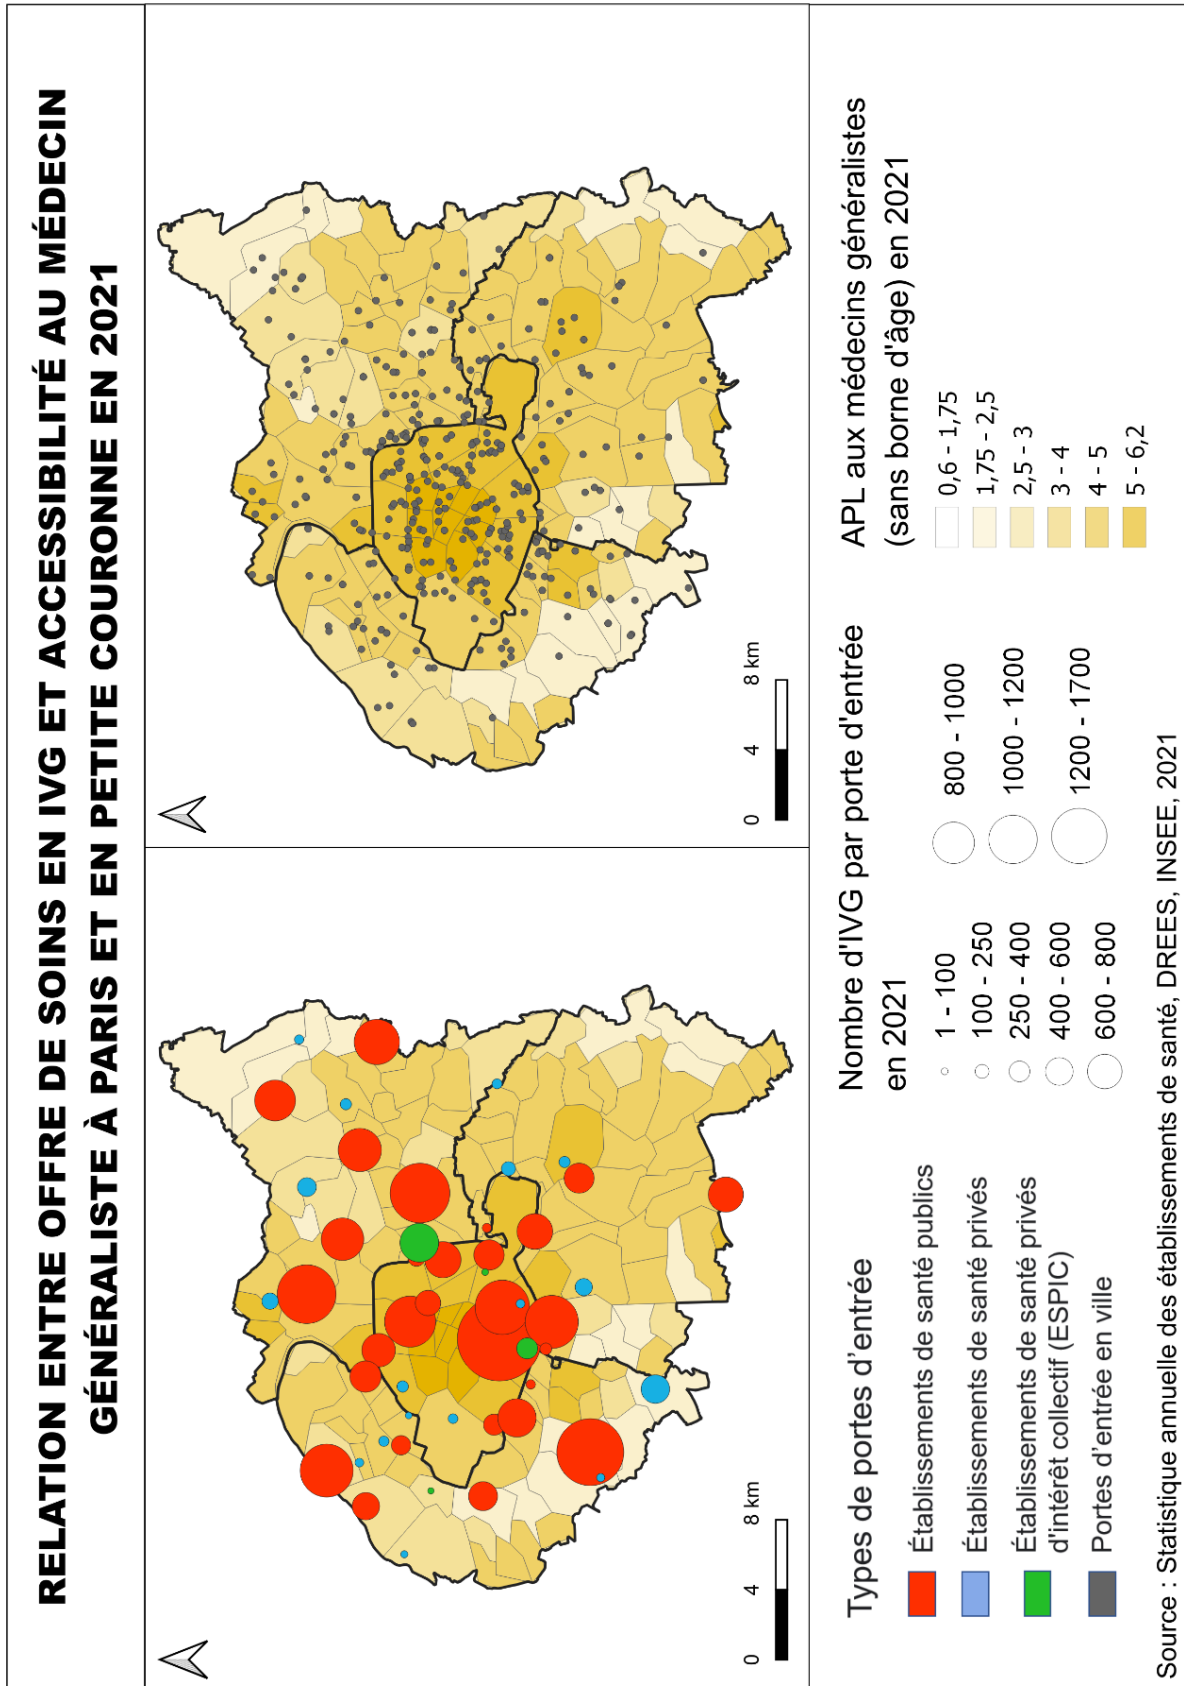 RELATION ENTRE OFFRE DE SOINS EN IVG ET ACCESSIBILITÉ AU MÉDECIN
GÉNÉRALISTE À PARIS ET EN PETITE COURONNE EN 2021
0 4 8 km
0 4 8 km
Types de portes d'entrée
Établissements de santé publics
Établissements de santé privés
Établissements de santé privés
d'intérêt collectif (ESPIC)
Portes d'entrée en ville
Nombre d'IVG par porte d'entrée
en 2021
1 - 100
100 - 250
250 - 400
400 - 600
600 - 800
800 - 1000
1000 - 1200
1200 - 1700
APL aux médecins généralistes
(sans borne d'âge) en 2021
0,6 - 1,75
1,75 - 2,5
2,5 - 3
3 - 4
4 - 5
5 - 6,2
Source : Statistique annuelle des établissements de santé, DREES, INSEE, 2021